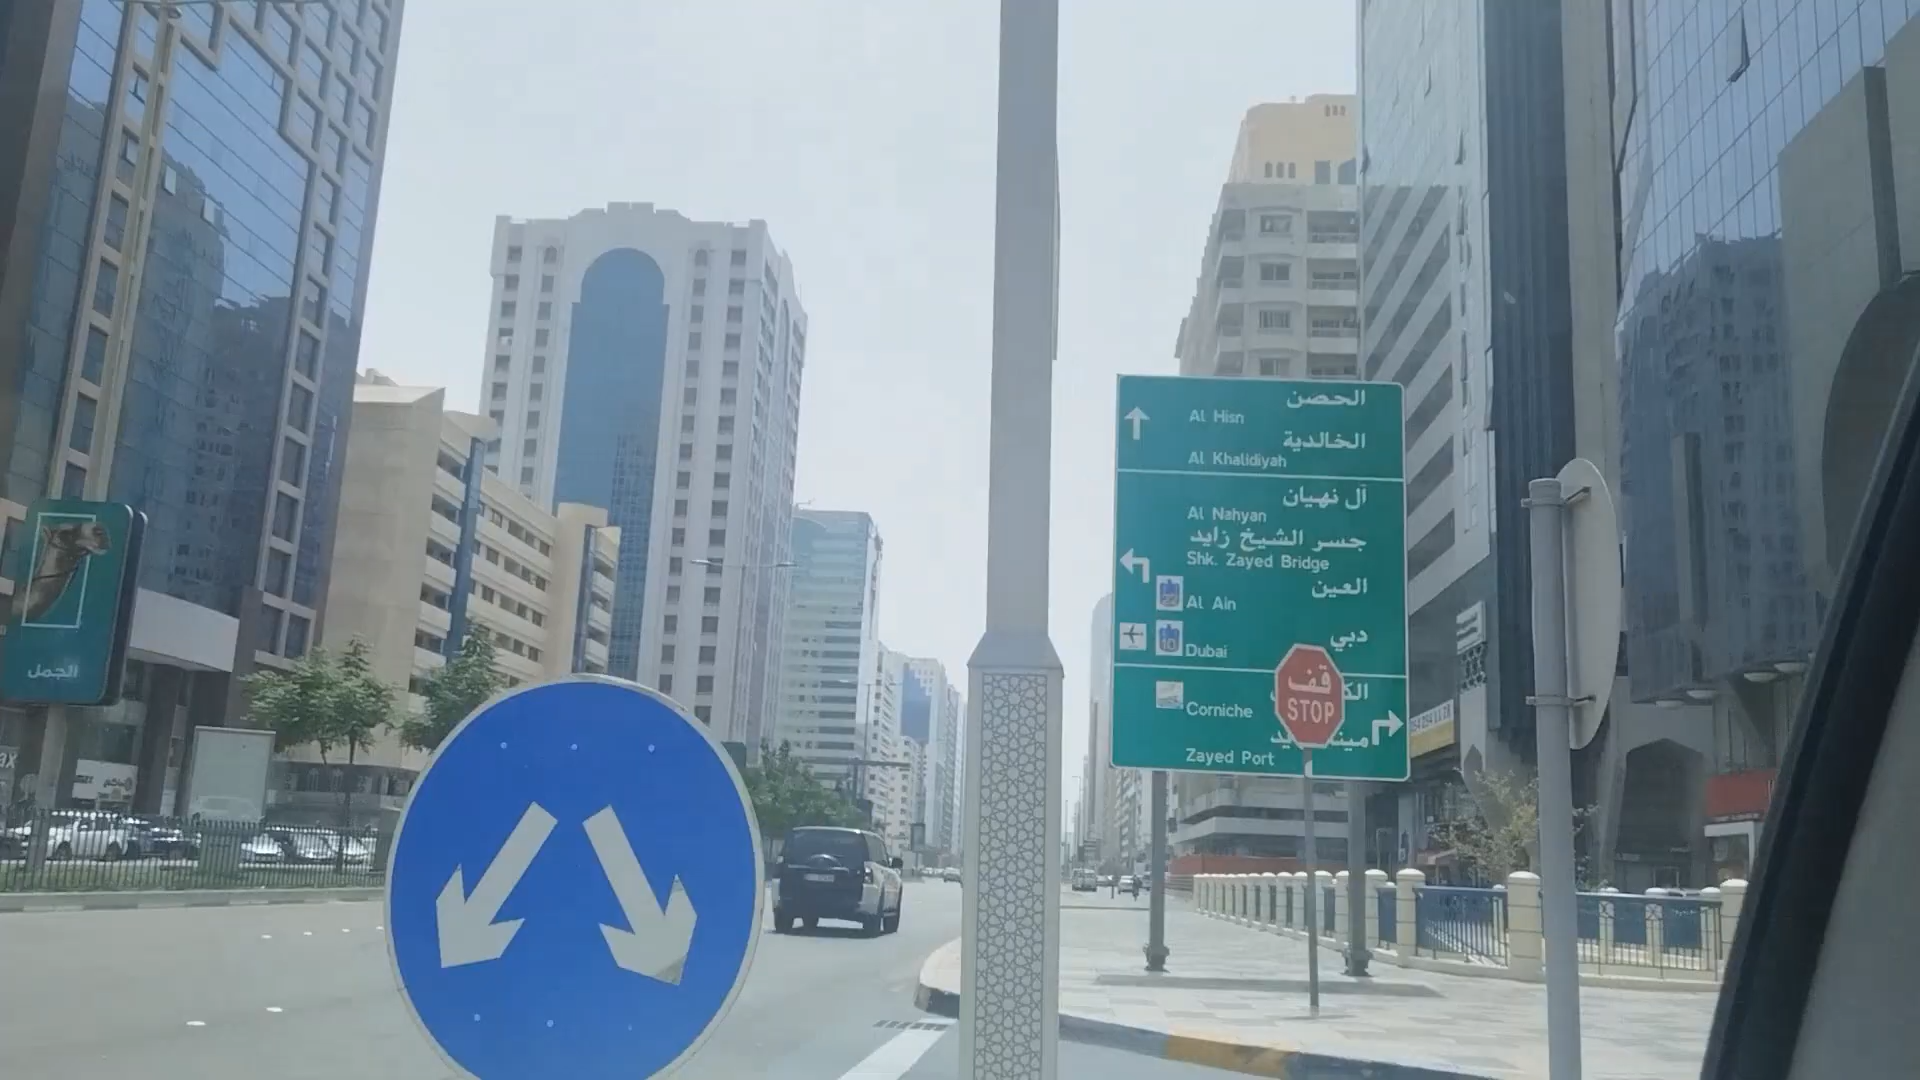 الحصن
Al Hisn
الخالدية
Al Khalidiyah
آل نهيان
Al Nahyan
جسر الشيخ زايد
Shk. Zayed Bridge
العين
Al Ain
دبي
10
Dubai
Corniche
Zayed Port
قف
STOP
الجمل